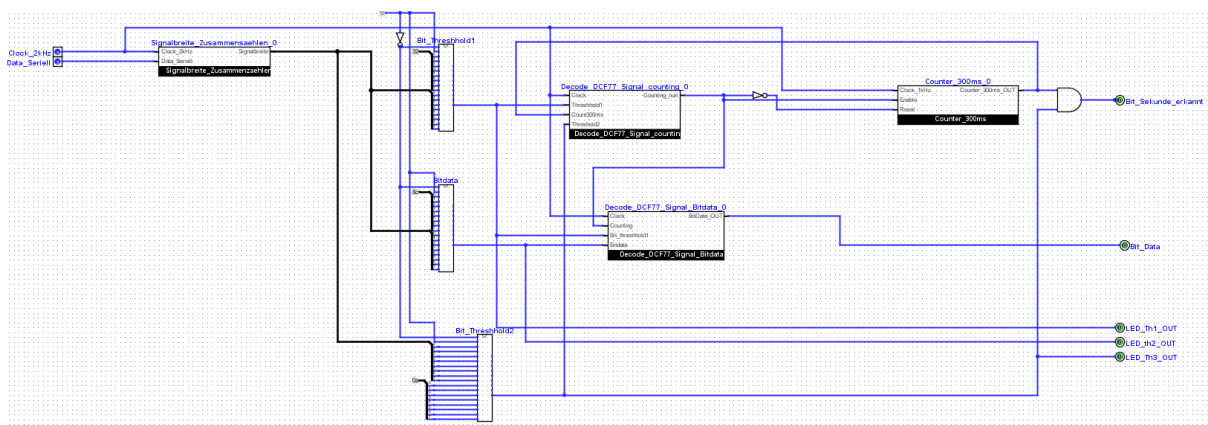 Clock_2kHz
Data_Seriell
Signalbreite_Zusammensaehlen_0
Clock_2kHz
Signalbreite
Data_Seriell
Signalbreite_Zusammenzaehlen
Bit_Threshhold1
Decode_DCF77_Signal_counting_0
Clock
Counting_out
Threshhold1
Count300ms
Threshold2
Decode_DCF77_Signal_countin
Counter_300ms_0
Clock_1kHz
Counter_300ms_OUT
Enable
Reset
Counter_300ms
Bit_Sekunde_erkannt
Bitdata
Decode_DCF77_Signal_Bitdata_0
Clock
BitData_OUT
Counting
Bit_threshhold1
Bitdata
Decode_DCF77_Signal_Bitdata
Bit_Data
Bit_Threshhold2
LED_Th1_OUT
LED_th2_OUT
LED_Th3_OUT